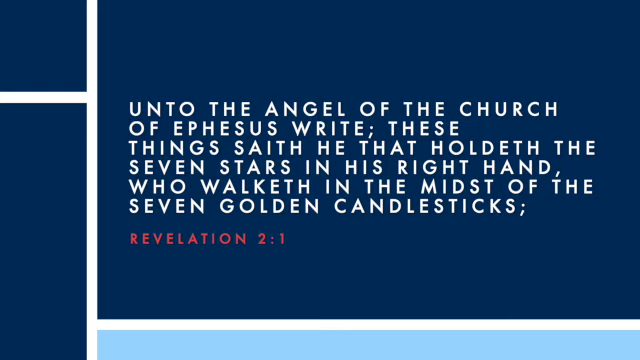 UNTO THE ANGEL OF THE CHURCH
OF EPHESUS WRITE; THESE
THINGS SAITH HE THAT HOLDETH THE
SEVEN STARS IN HIS RIGHT HAND,
WHO WALKETH IN THE MIDST OF THE
SEVEN GOLDEN CANDLESTICKS;
REVELATION 2:1